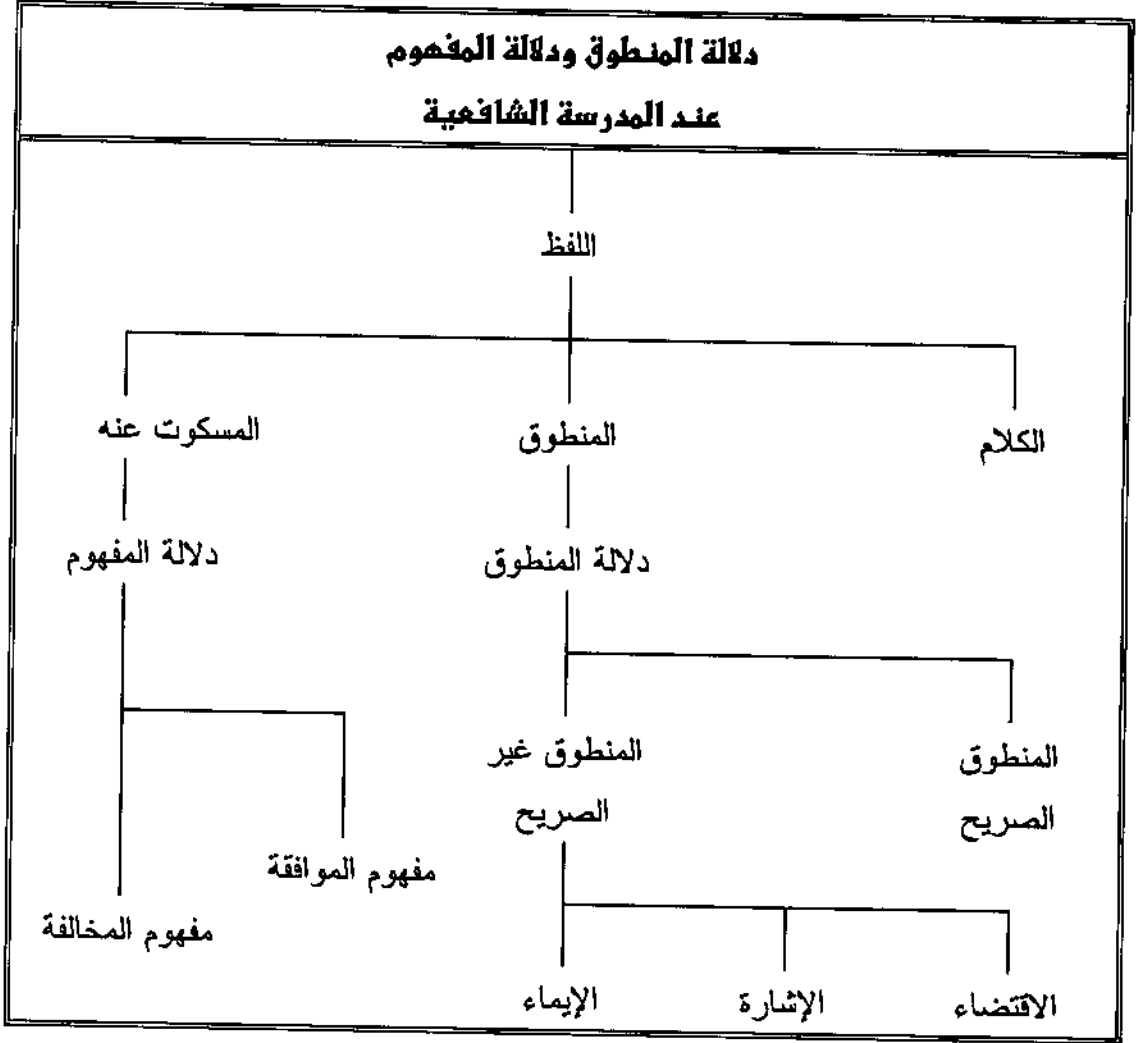 دلالة المنطوق ودلالة المفهوم
عند المدرسة الشافعية
اللفظ
الكلام
المنطوق
المسكوت عنه
دلالة المنطوق
دلالة المفهوم
المنطوق
الصريح
المنطوق غير
الصريح
مفهوم الموافقة
مفهوم المخالفة
الاقتضاء
الإشارة
الإيماء